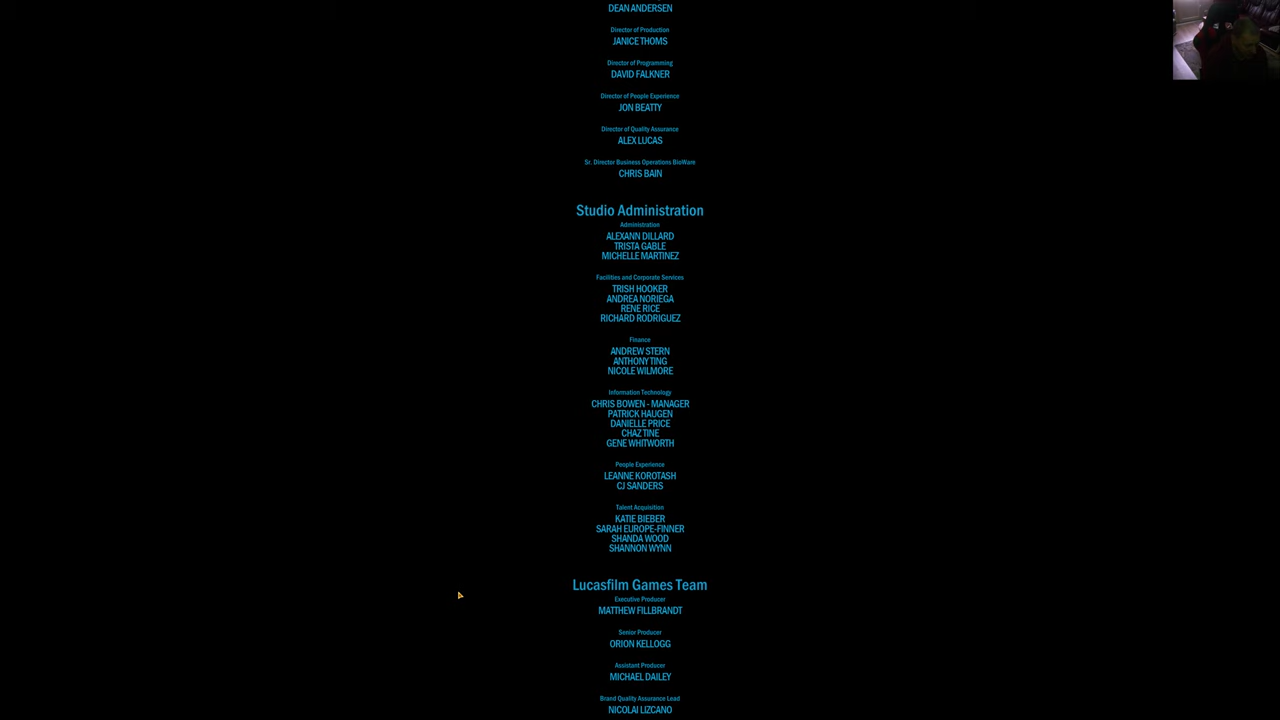 DEAN ANDERSEN
Director of Production
JANICE THOMS
Director of Programming
DAVID FALKNER
Director of People Experience
JON BEATTY
Director of Quality Assurance
ALEX LUCAS
Sr. Director Business Operations BioWare
CHRIS BAIN
Studio Administration
Administration
ALEXANN DILLARD
TRISTA GABLE
MICHELLE MARTINEZ
Facilities and Corporate Services
TRISH HOOKER
ANDREA NORIEGA
RENE RICE
RICHARD RODRIGUEZ
Finance
ANDREW STERN
ANTHONY TING
NICOLE WILMORE
Information Technology
CHRIS BOWEN - MANAGER
PATRICK HAUGEN
DANIELLE PRICE
CHAZ TINE
GENE WHITWORTH
People Experience
LEANNE KOROTASH
CJ SANDERS
Talent Acquisition
KATIE BIEBER
SARAH EUROPE-FINNER
SHANDA WOOD
SHANNON WYNN
Lucasfilm Games Team
Executive Producer
MATTHEW FILLBRANDT
Senior Producer
ORION KELLOGG
Assistant Producer
MICHAEL DAILEY
Brand Quality Assurance Lead
NICOLAI LIZCANO